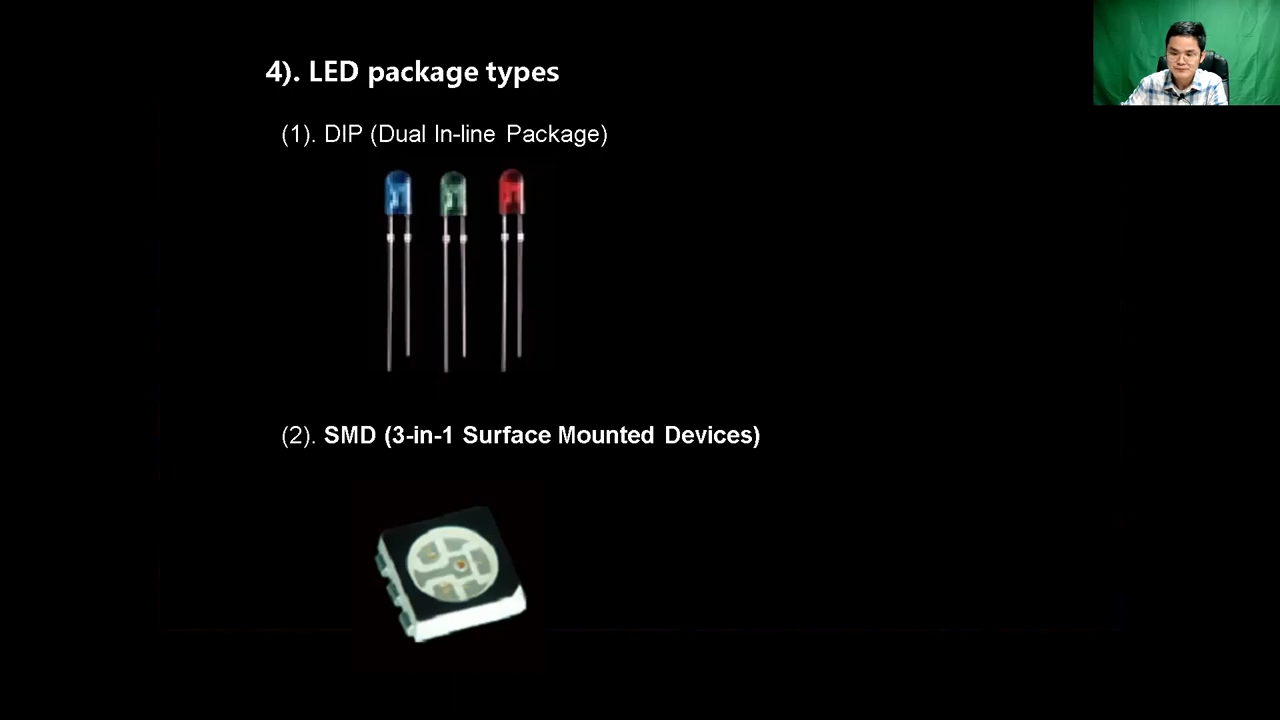 4). LED package types
(1). DIP (Dual In-line Package)
(2). SMD (3-in-1 Surface Mounted Devices)